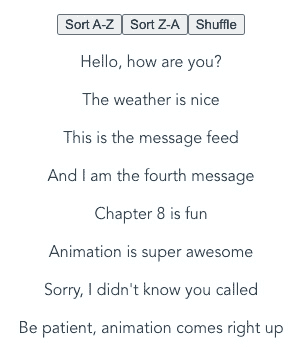 Sort A-Z Sort Z-A Shuffle
Hello, how are you?
The weather is nice
This is the message feed
And I am the fourth message
Chapter 8 is fun
Animation is super awesome
Sorry, I didn't know you called
Be patient, animation comes right up